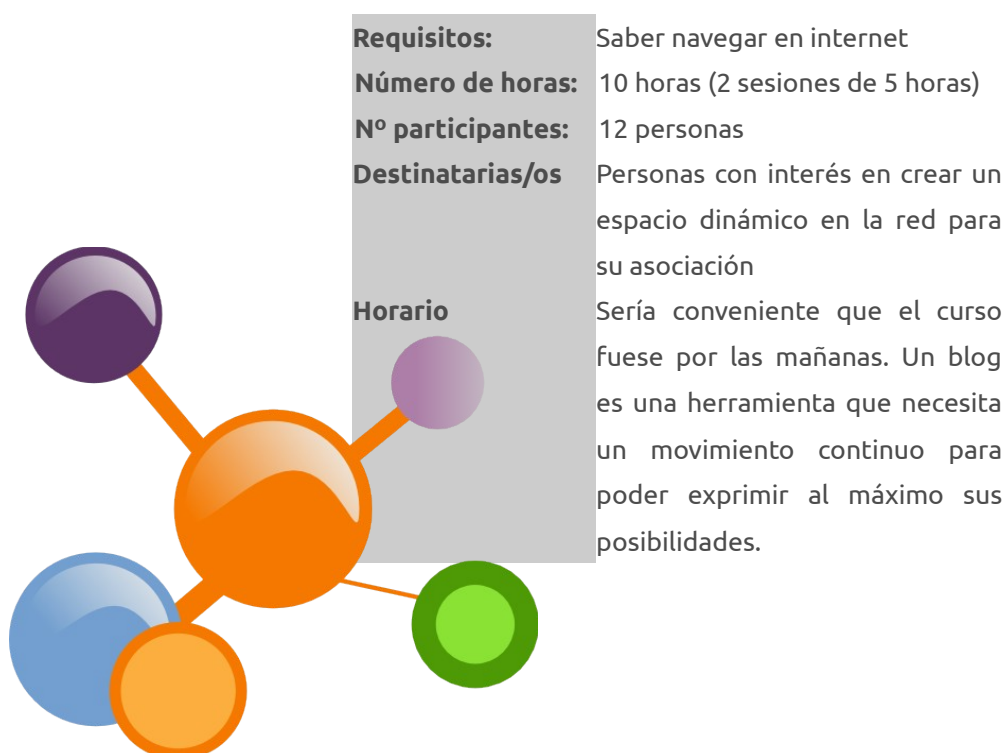 Requisitos: Saber navegar en internet
Número de horas: 10 horas (2 sesiones de 5 horas)
Nº participantes: 12 personas
Destinatarias/os Personas con interés en crear un
espacio dinámico en la red para
su asociación
Horario Sería conveniente que el curso
fuese por las mañanas. Un blog
es una herramienta que necesita
un movimiento continuo para
poder exprimir al máximo sus
posibilidades.